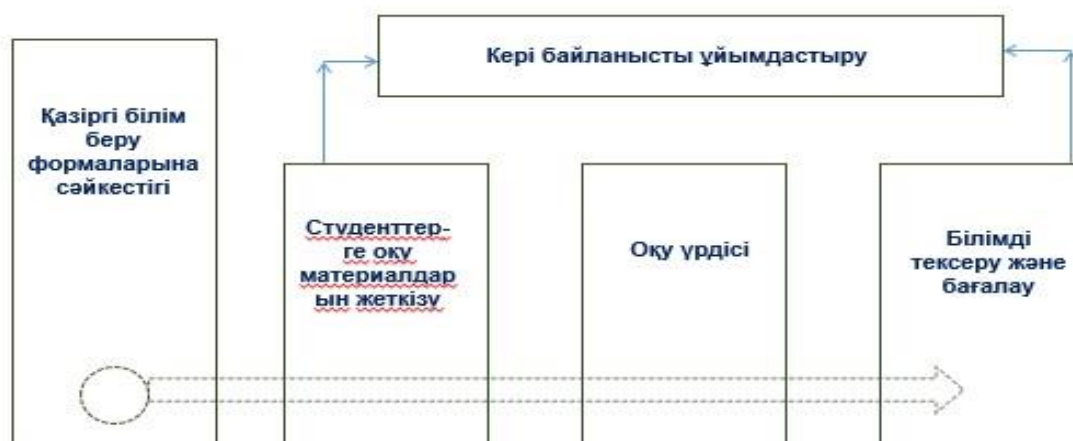 Кері байланысты ұйымдастыру
Қазіргі білім
беру
формаларына
сәйкестігі
Студенттер-
ге оқу
материалдар
ын жеткізу
Оқу үрдісі
Білімді
тексеру және
бағалау